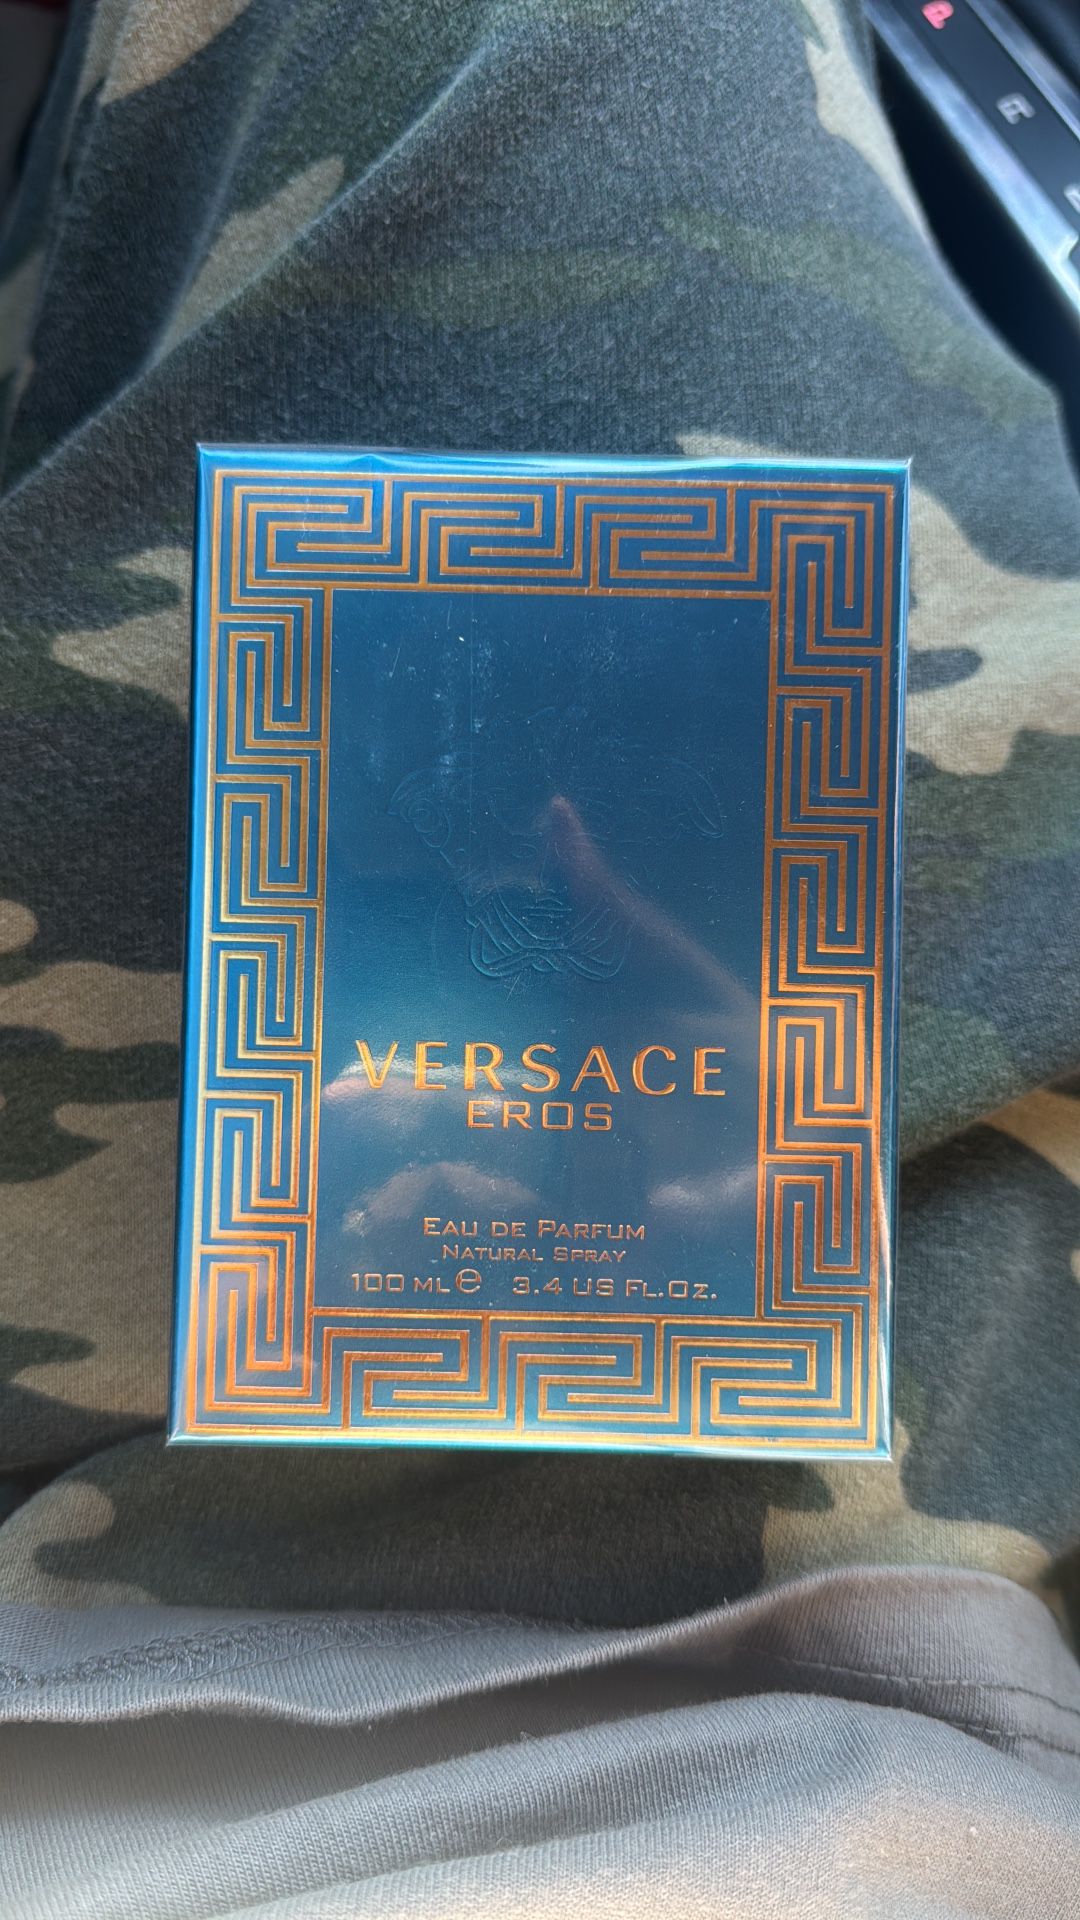 VERSACE
EROS
EAU DE PARFUM
NATURAL SPRAY
100 ML e 3.4 US FL.OZ.
P